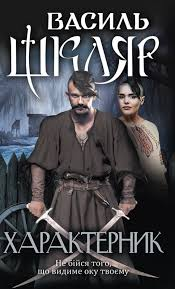 ВАСИЛЬ
ШКЛЯР
ХАРАКТЕРНИК
Не бійся того,
що видиме оку твоєму